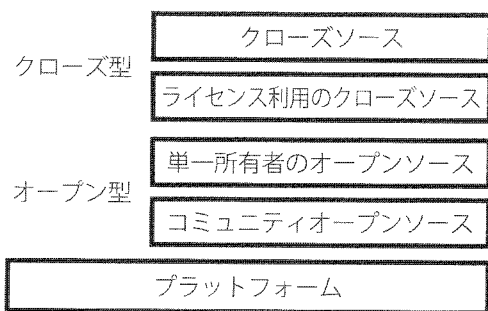 クローズ型
クローズソース
ライセンス利用のクローズソース
オープン型
単一所有者のオープンソース
コミュニティオープンソース
プラットフォーム